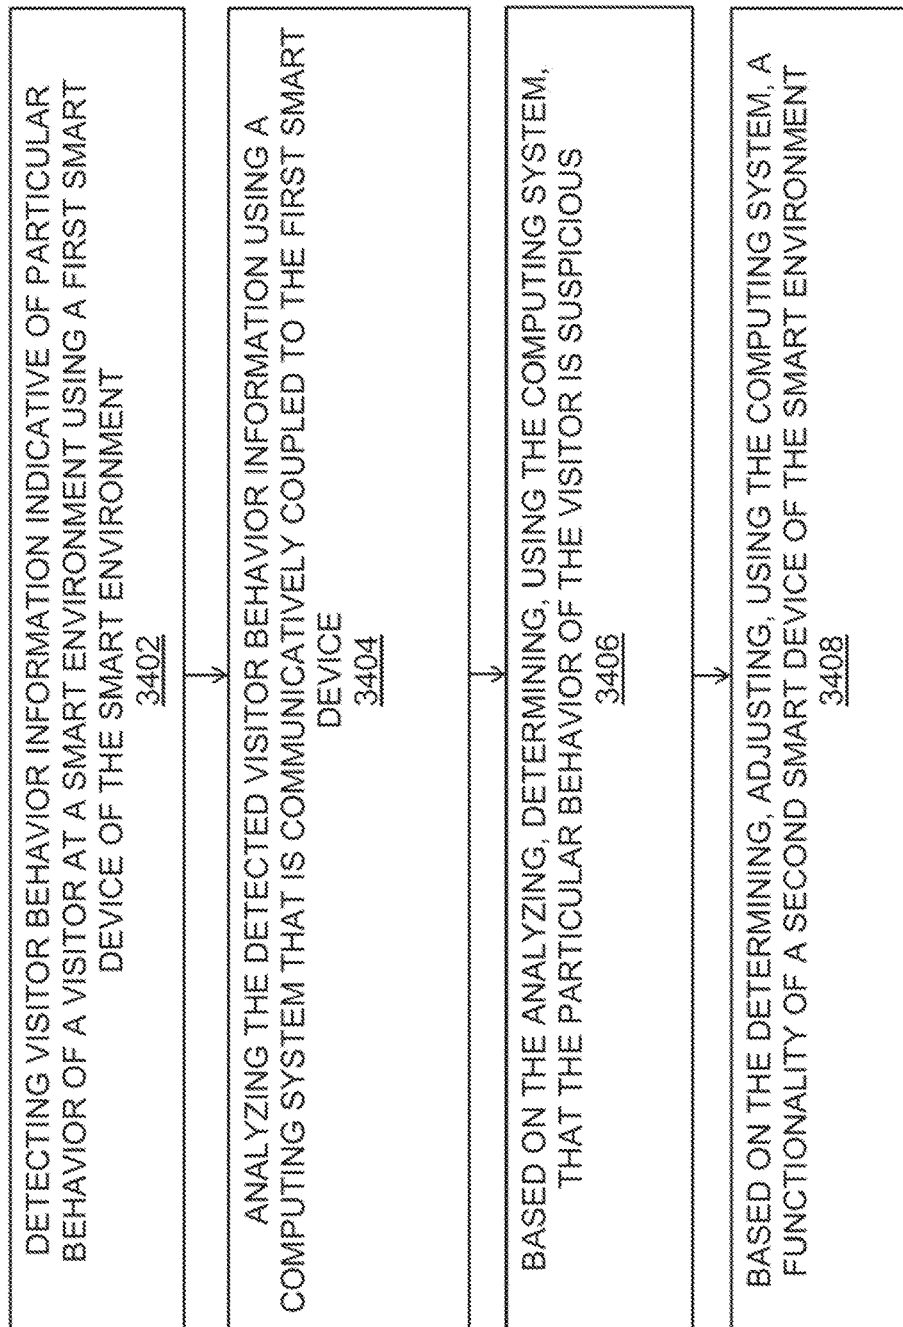 DETECTING VISITOR BEHAVIOR INFORMATION INDICATIVE OF PARTICULAR
BEHAVIOR OF A VISITOR AT A SMART ENVIRONMENT USING A FIRST SMART
DEVICE OF THE SMART ENVIRONMENT
3402
ANALYZING THE DETECTED VISITOR BEHAVIOR INFORMATION USING A
COMPUTING SYSTEM THAT IS COMMUNICATIVELY COUPLED TO THE FIRST SMART
DEVICE
3404
BASED ON THE ANALYZING, DETERMINING, USING THE COMPUTING SYSTEM,
THAT THE PARTICULAR BEHAVIOR OF THE VISITOR IS SUSPICIOUS
3406
BASED ON THE DETERMINING, ADJUSTING, USING THE COMPUTING SYSTEM, A
FUNCTIONALITY OF A SECOND SMART DEVICE OF THE SMART ENVIRONMENT
3408